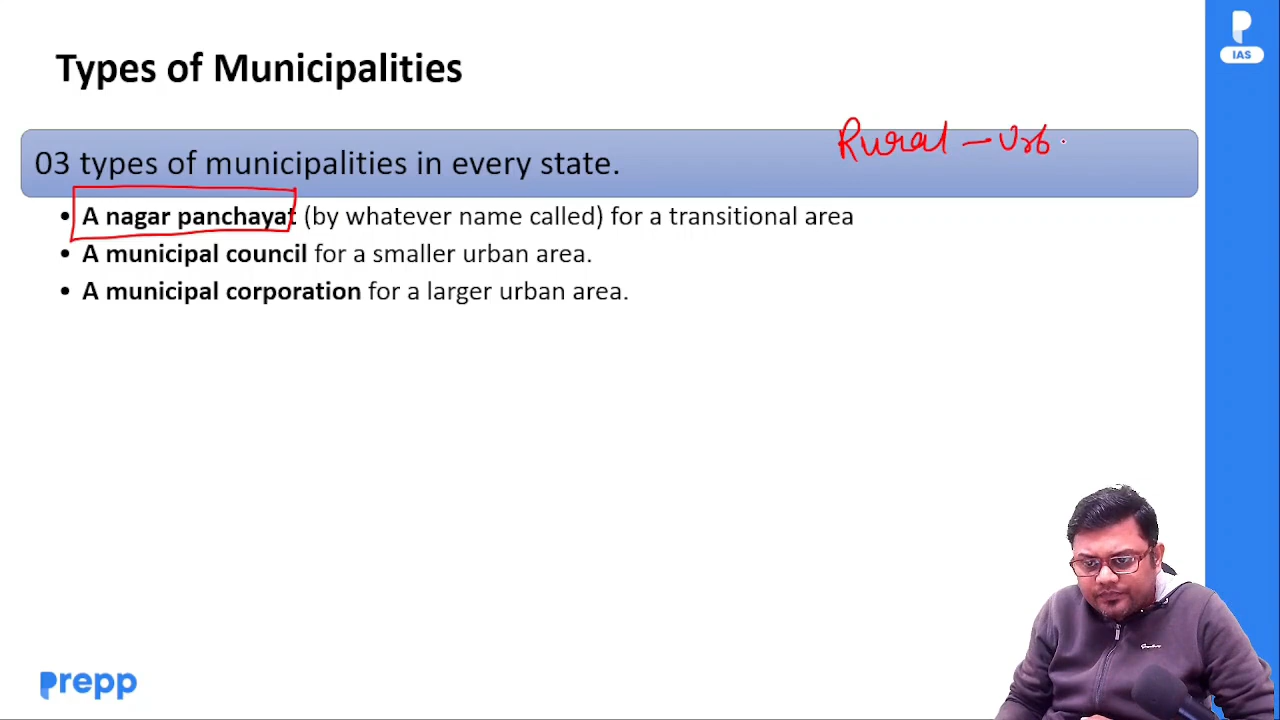 IAS
Types of Municipalities
Rural - Urb
03 types of municipalities in every state.
• A nagar panchayat (by whatever name called) for a transitional area
• A municipal council for a smaller urban area.
• A municipal corporation for a larger urban area.
prepp